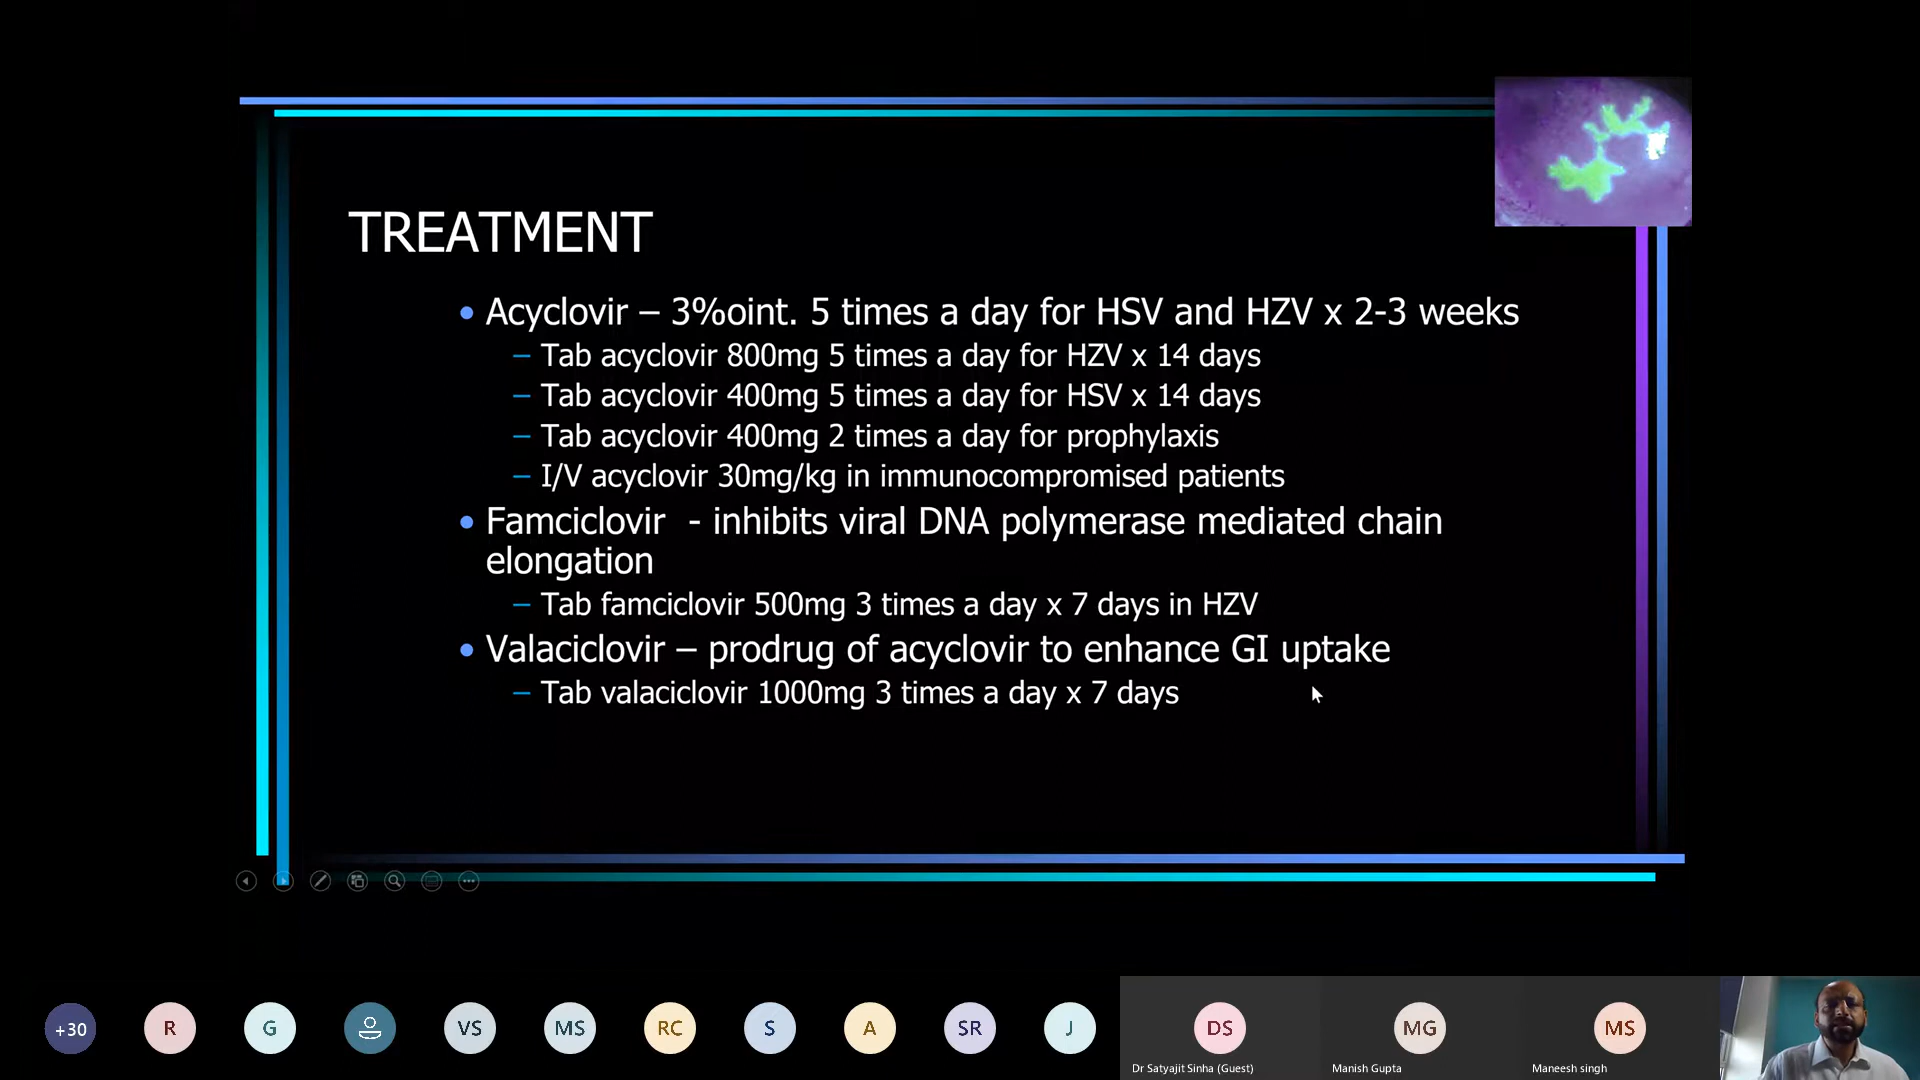 TREATMENT
• Acyclovir – 3%oint. 5 times a day for HSV and HZV x 2-3 weeks
– Tab acyclovir 800mg 5 times a day for HZV x 14 days
– Tab acyclovir 400mg 5 times a day for HSV x 14 days
– Tab acyclovir 400mg 2 times a day for prophylaxis
– I/V acyclovir 30mg/kg in immunocompromised patients
• Famciclovir - inhibits viral DNA polymerase mediated chain
elongation
– Tab famciclovir 500mg 3 times a day x 7 days in HZV
• Valaciclovir – prodrug of acyclovir to enhance GI uptake
– Tab valaciclovir 1000mg 3 times a day x 7 days
+30 R G VS MS RC S A SR J DS MG MS
Dr Satyajit Sinha (Guest) Manish Gupta Maneesh singh